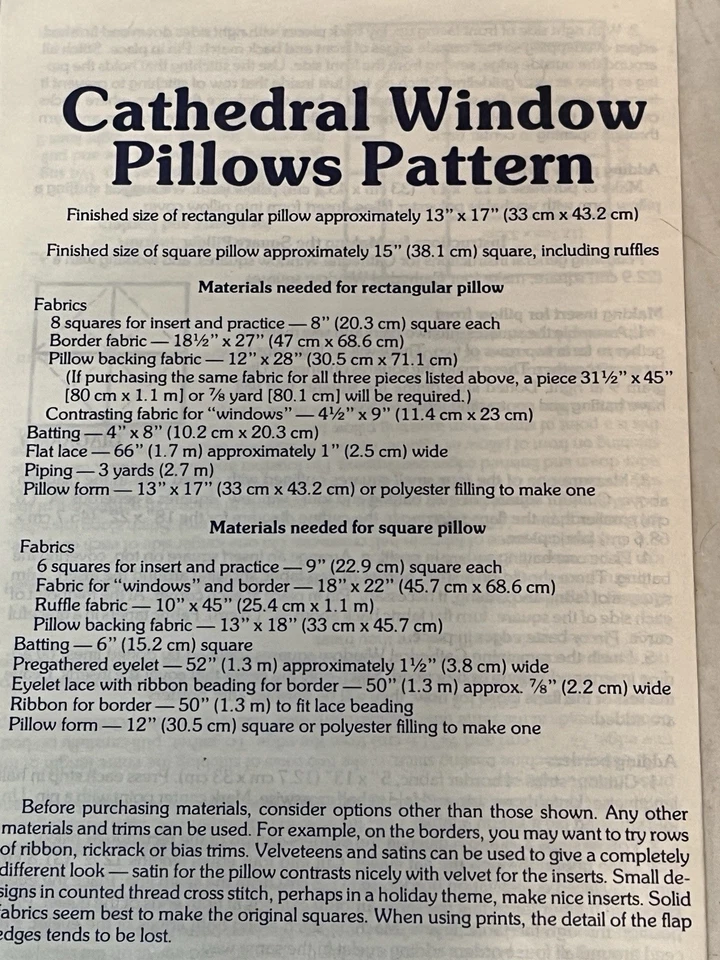 Cathedral Window
Pillows Pattern
Finished size of rectangular pillow approximately 13” x 17” (33 cm x 43.2 cm)
Finished size of square pillow approximately 15” (38.1 cm) square, including ruffles
Materials needed for rectangular pillow
Fabrics
8 squares for insert and practice — 8” (20.3 cm) square each
Border fabric — 18½” x 27” (47 cm x 68.6 cm)
Pillow backing fabric — 12” x 28” (30.5 cm x 71.1 cm)
(If purchasing the same fabric for all three pieces listed above, a piece 31½” x 45”
[80 cm x 1.1 m] or ⅞ yard [80.1 cm] will be required.)
Contrasting fabric for “windows” — 4½” x 9” (11.4 cm x 23 cm)
Batting — 4” x 8” (10.2 cm x 20.3 cm)
Flat lace — 66” (1.7 m) approximately 1” (2.5 cm) wide
Piping — 3 yards (2.7 m)
Pillow form — 13” x 17” (33 cm x 43.2 cm) or polyester filling to make one
Materials needed for square pillow
Fabrics
6 squares for insert and practice — 9” (22.9 cm) square each
Fabric for “windows” and border — 18” x 22” (45.7 cm x 68.6 cm)
Ruffle fabric — 10” x 45” (25.4 cm x 1.1 m)
Pillow backing fabric — 13” x 18” (33 cm x 45.7 cm)
Batting — 6” (15.2 cm) square
Pregathered eyelet — 52” (1.3 m) approximately 1½” (3.8 cm) wide
Eyelet lace with ribbon beading for border — 50” (1.3 m) approx. ⅞” (2.2 cm) wide
Ribbon for border — 50” (1.3 m) to fit lace beading
Pillow form — 12” (30.5 cm) square or polyester filling to make one
Before purchasing materials, consider options other than those shown. Any other
materials and trims can be used. For example, on the borders, you may want to try rows
of ribbon, rickrack or bias trims. Velveteens and satins can be used to give a completely
different look — satin for the pillow contrasts nicely with velvet for the inserts. Small de-
signs in counted thread cross stitch, perhaps in a holiday theme, make nice inserts. Solid
fabrics seem best to make the original squares. When using prints, the detail of the flap
edges tends to be lost.